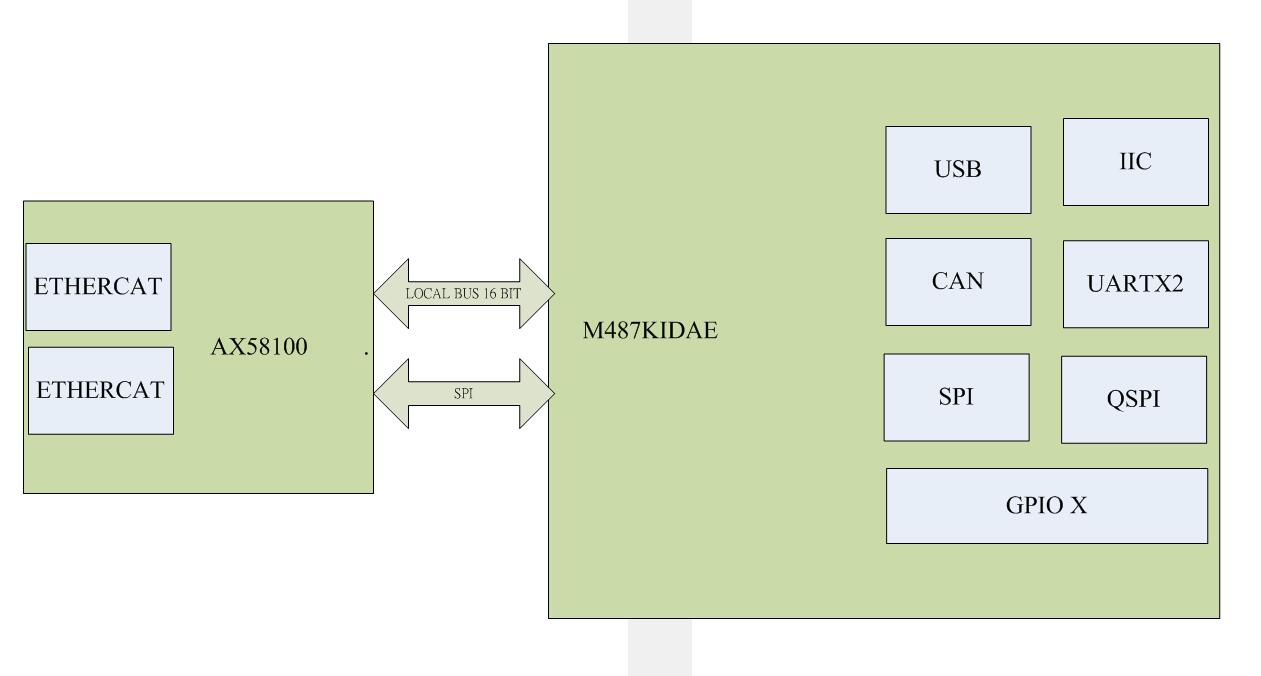 ETHERCAT
ETHERCAT
AX58100
.
LOCAL BUS 16 BIT
SPI
M487KIDAE
USB
IIC
CAN
UARTX2
SPI
QSPI
GPIO X